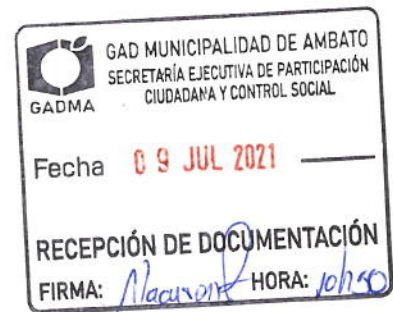 GAD MUNICIPALIDAD DE AMBATO
SECRETARÍA EJECUTIVA DE PARTICIPACIÓN
CIUDADANA Y CONTROL SOCIAL
GADMA
Fecha 09 JUL 2021
RECEPCIÓN DE DOCUMENTACIÓN
FIRMA: HORA: 10h50